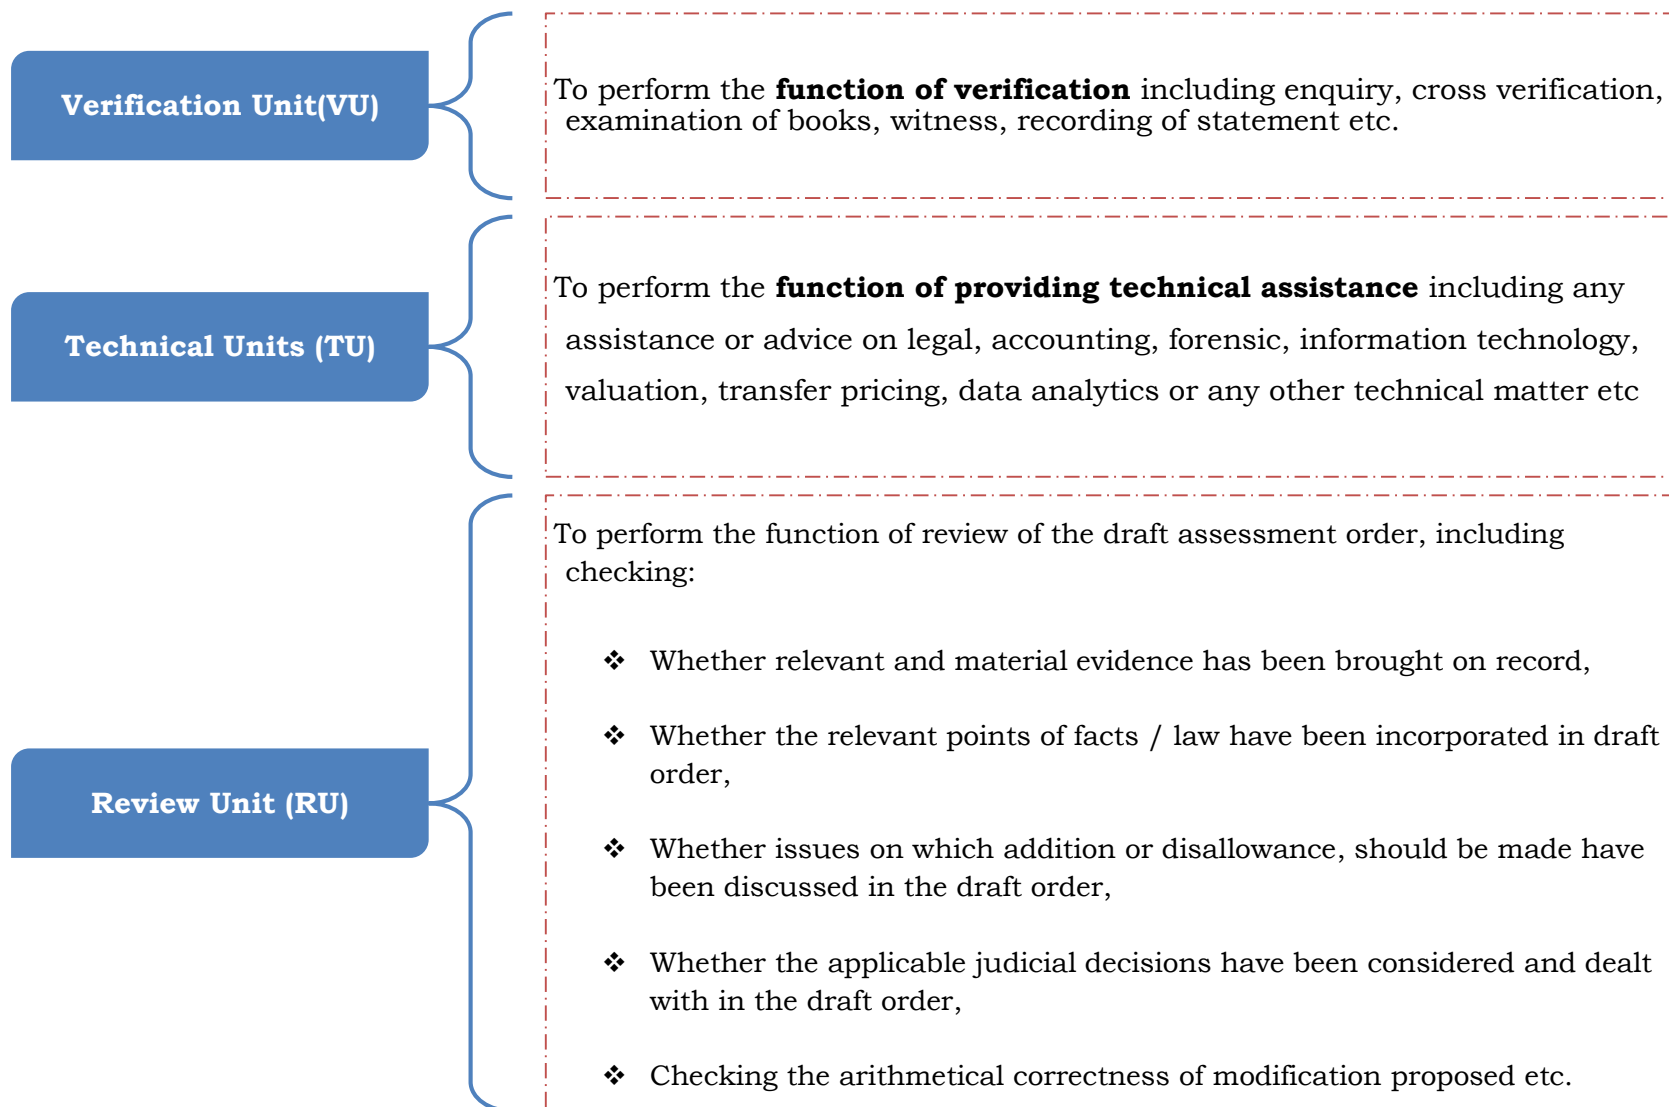 Verification Unit(VU)
To perform the function of verification including enquiry, cross verification,
examination of books, witness, recording of statement etc.
Technical Units (TU)
To perform the function of providing technical assistance including any
assistance or advice on legal, accounting, forensic, information technology,
valuation, transfer pricing, data analytics or any other technical matter etc
Review Unit (RU)
To perform the function of review of the draft assessment order, including
checking:
❖ Whether relevant and material evidence has been brought on record,
❖ Whether the relevant points of facts / law have been incorporated in draft
order,
❖ Whether issues on which addition or disallowance, should be made have
been discussed in the draft order,
❖ Whether the applicable judicial decisions have been considered and dealt
with in the draft order,
❖ Checking the arithmetical correctness of modification proposed etc.